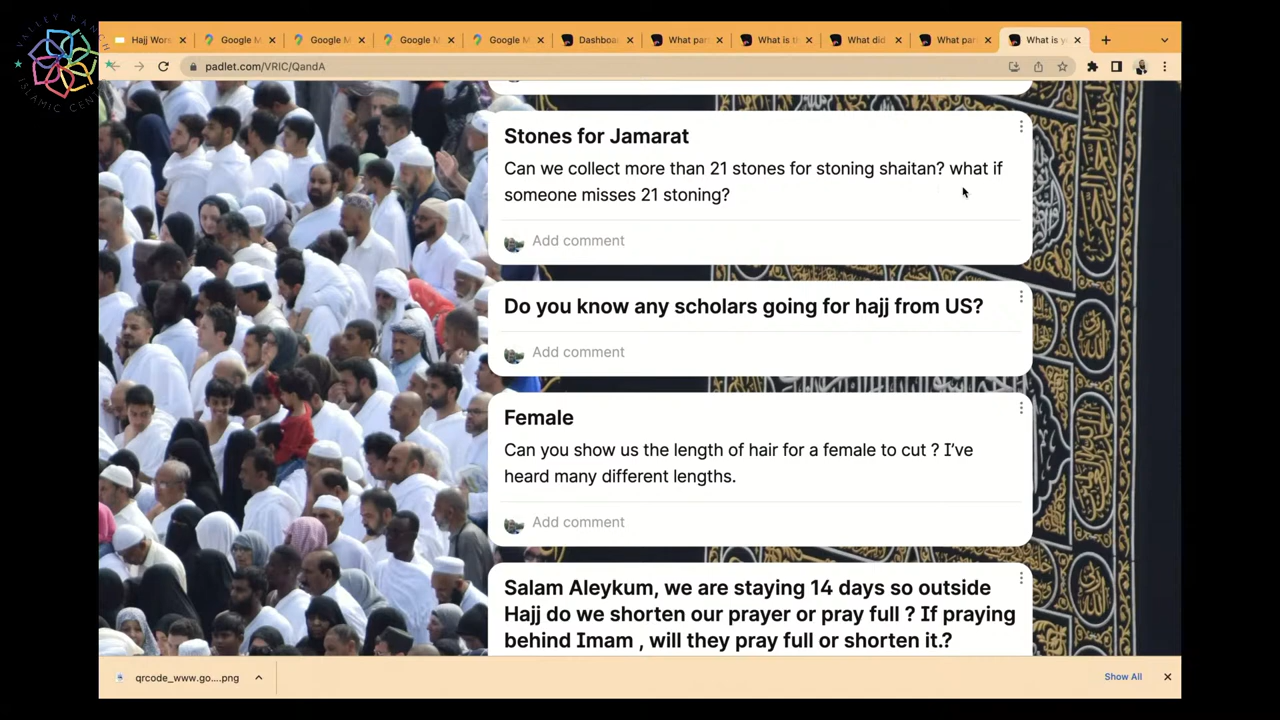 VALLEY RANCH
ISLAMIC CENTER
Hajj Wors
Google M
Google M
Google M
Google M
Dashboa
What par
What is t
What did
What par
What is y
padlet.com/VRIC/QandA
Stones for Jamarat
Can we collect more than 21 stones for stoning shaitan? what if
someone misses 21 stoning?
Add comment
Do you know any scholars going for hajj from US?
Add comment
Female
Can you show us the length of hair for a female to cut ? I've
heard many different lengths.
Add comment
Salam Aleykum, we are staying 14 days so outside
Hajj do we shorten our prayer or pray full ? If praying
behind Imam , will they pray full or shorten it.?
qrcode_www.go....png
Show All